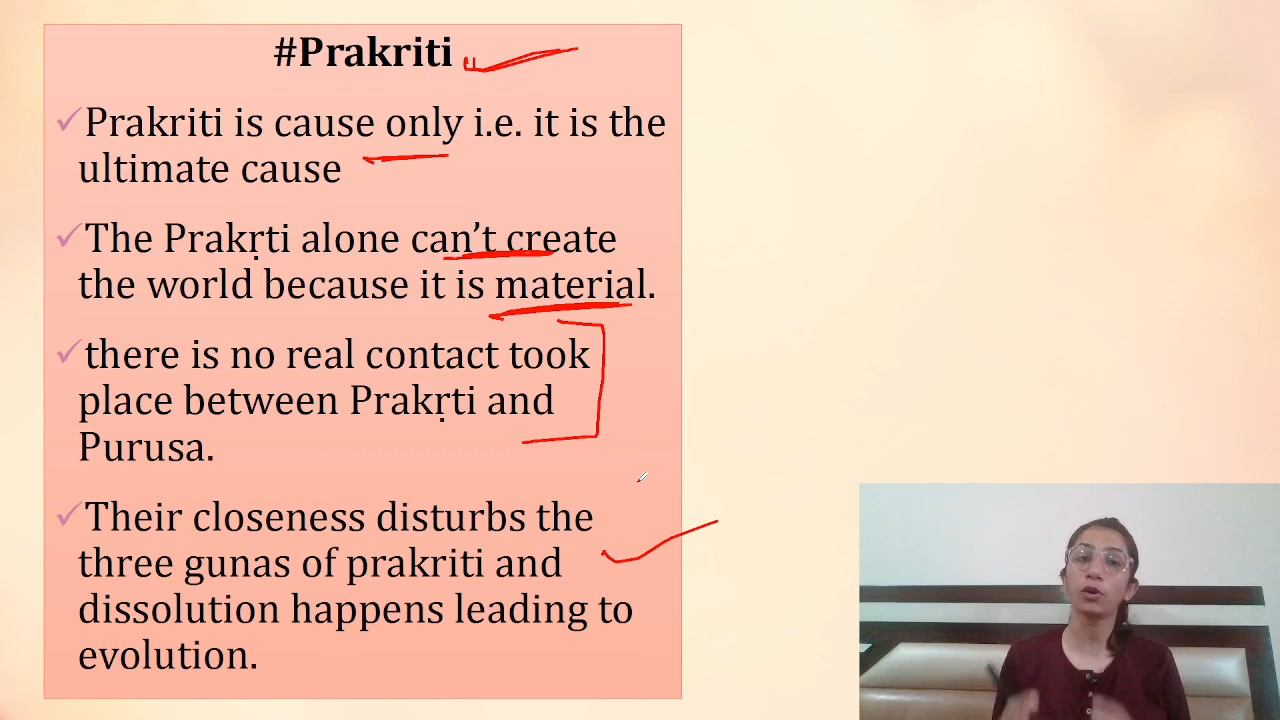 #Prakriti
✓Prakriti is cause only i.e. it is the
ultimate cause
✓The Prakṛti alone can't create
the world because it is material.
✓there is no real contact took
place between Prakṛti and
Purusa.
✓Their closeness disturbs the
three gunas of prakriti and
dissolution happens leading to
evolution.